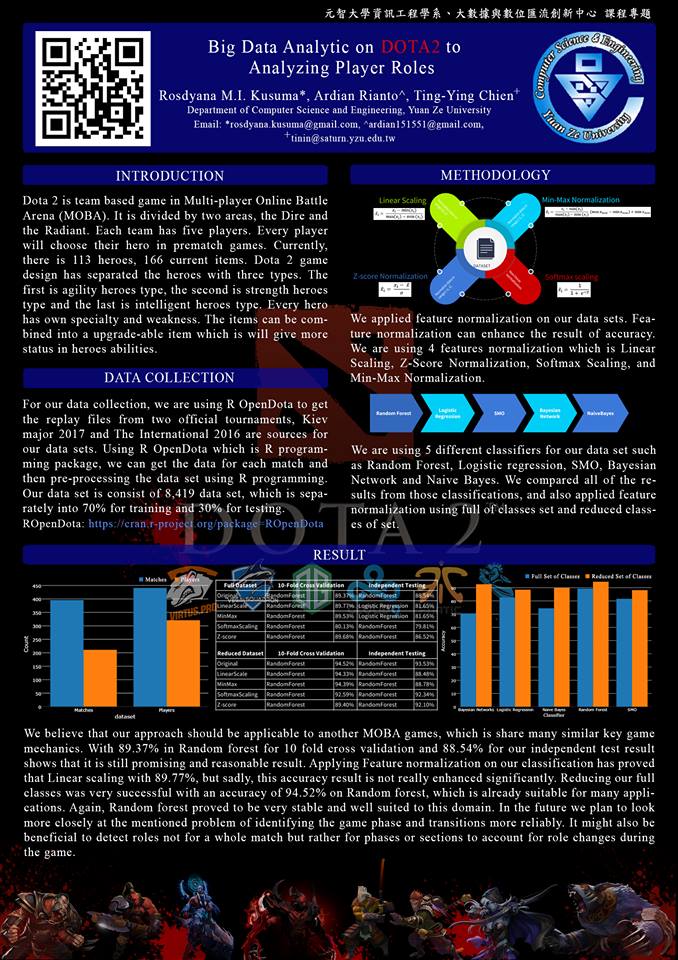 元智大學資訊工程學系、大數據與數位匯流創新中心 課程專題
Big Data Analytic on DOTA2 to
Analyzing Player Roles
Rosdyana M.I. Kusuma*, Ardian Rianto^, Ting-Ying Chien+
Department of Computer Science and Engineering, Yuan Ze University
Email: *rosdyana.kusuma@gmail.com, ^ardian151551@gmail.com,
+tinin@saturn.yzu.edu.tw
Computer Science & Engineering
Yuan Ze University
INTRODUCTION
Dota 2 is team based game in Multi-player Online Battle
Arena (MOBA). It is divided by two areas, the Dire and
the Radiant. Each team has five players. Every player
will choose their hero in prematch games. Currently,
there is 113 heroes, 166 current items. Dota 2 game
design has separated the heroes with three types. The
first is agility heroes type, the second is strength heroes
type and the last is intelligent heroes type. Every hero
has own specialty and weakness. The items can be com-
bined into a upgrade-able item which is will give more
status in heroes abilities.
DATA COLLECTION
For our data collection, we are using R OpenDota to get
the replay files from two official tournaments, Kiev
major 2017 and The International 2016 are sources for
our data sets. Using R OpenDota which is R program-
ming package, we can get the data for each match and
then pre-processing the data set using R programming.
Our data set is consist of 8,419 data set, which is sepa-
rately into 70% for training and 30% for testing.
ROpenDota: https://cran.r-project.org/package=ROpenDota
METHODOLOGY
Linear Scaling
Min-Max Normalization
DATASET
Z-score Normalization
Softmax scaling
We applied feature normalization on our data sets. Fea-
ture normalization can enhance the result of accuracy.
We are using 4 features normalization which is Linear
Scaling, Z-Score Normalization, Softmax Scaling, and
Min-Max Normalization.
Random Forest
Logistic Regression
SMO
Bayesian Network
NaiveBayes
We are using 5 different classifiers for our data set such
as Random Forest, Logistic regression, SMO, Bayesian
Network and Naive Bayes. We compared all of the re-
sults from those classifications, and also applied feature
normalization using full of classes set and reduced class-
es of set.
DOTA 2
RESULT
Matches Players
450
400
350
300
250
200
150
100
50
0
Count
Matches Players
dataset
VIRTUS.PRO
Full Dataset 10-Fold Cross Validation Independent Testing
Original RandomForest 89.37% RandomForest 88.54%
LinearScale RandomForest 89.77% Logistic Regression 81.65%
MinMax RandomForest 89.53% Logistic Regression 81.65%
SoftmaxScaling RandomForest 80.13% RandomForest 79.81%
Z-score RandomForest 89.68% RandomForest 86.52%
Reduced Dataset 10-Fold Cross Validation Independent Testing
Original RandomForest 94.52% RandomForest 93.53%
LinearScale RandomForest 94.33% RandomForest 88.48%
MinMax RandomForest 94.39% RandomForest 88.78%
SoftmaxScaling RandomForest 92.59% RandomForest 92.34%
Z-score RandomForest 89.40% RandomForest 92.10%
Full Set of Classes Reduced Set of Classes
Accuracy
Bayesian Networks Logistic Regression Naive Bayes Random Forest SMO
Classifier
We believe that our approach should be applicable to another MOBA games, which is share many similar key game
mechanics. With 89.37% in Random forest for 10 fold cross validation and 88.54% for our independent test result
shows that it is still promising and reasonable result. Applying Feature normalization on our classification has proved
that Linear scaling with 89.77%, but sadly, this accuracy result is not really enhanced significantly. Reducing our full
classes was very successful with an accuracy of 94.52% on Random forest, which is already suitable for many appli-
cations. Again, Random forest proved to be very stable and well suited to this domain. In the future we plan to look
more closely at the mentioned problem of identifying the game phase and transitions more reliably. It might also be
beneficial to detect roles not for a whole match but rather for phases or sections to account for role changes during
the game.